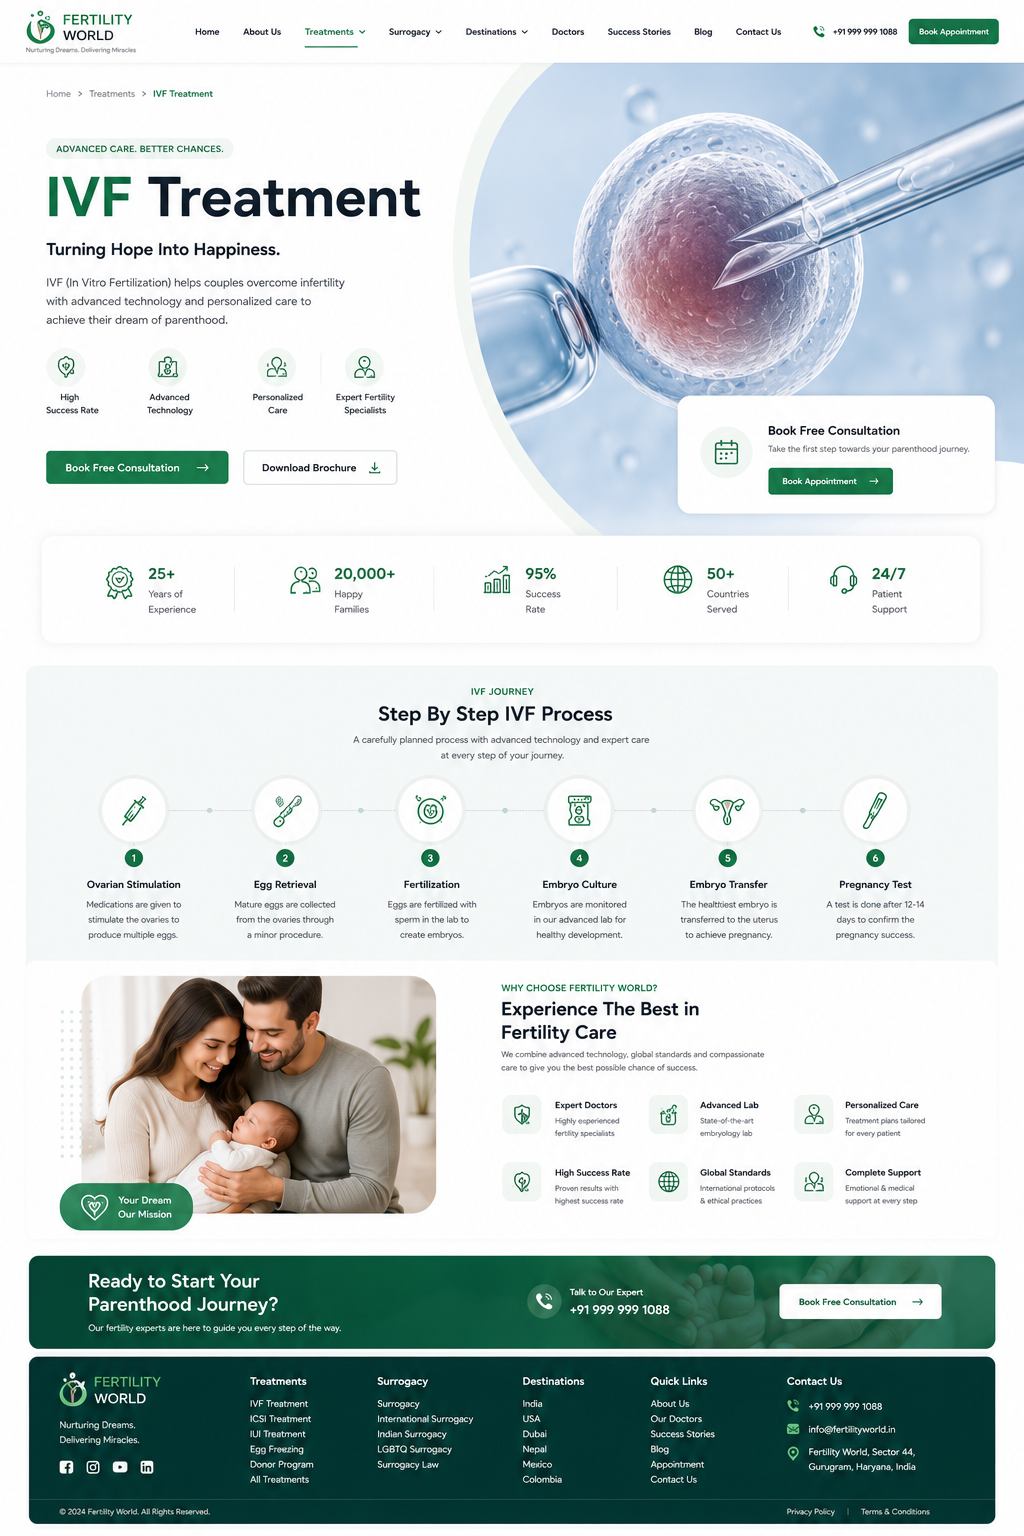 FERTILITY
WORLD
Nurturing Dreams. Delivering Miracles
Home
About Us
Treatments
Surrogacy
Destinations
Doctors
Success Stories
Blog
Contact Us
+91 999 999 1088
Book Appointment
Home > Treatments > IVF Treatment
ADVANCED CARE. BETTER CHANCES.
IVF Treatment
Turning Hope Into Happiness.
IVF (In Vitro Fertilization) helps couples overcome infertility
with advanced technology and personalized care to
achieve their dream of parenthood.
High
Success Rate
Advanced
Technology
Personalized
Care
Expert Fertility
Specialists
Book Free Consultation
Download Brochure
Book Free Consultation
Take the first step towards your parenthood journey.
Book Appointment
25+
Years of
Experience
20,000+
Happy
Families
95%
Success
Rate
50+
Countries
Served
24/7
Patient
Support
IVF JOURNEY
Step By Step IVF Process
A carefully planned process with advanced technology and expert care
at every step of your journey.
1
Ovarian Stimulation
Medications are given to
stimulate the ovaries to
produce multiple eggs.
2
Egg Retrieval
Mature eggs are collected
from the ovaries through
a minor procedure.
3
Fertilization
Eggs are fertilized with
sperm in the lab to
create embryos.
4
Embryo Culture
Embryos are monitored
in our advanced lab for
healthy development.
5
Embryo Transfer
The healthiest embryo is
transferred to the uterus
to achieve pregnancy.
6
Pregnancy Test
A test is done after 12-14
days to confirm the
pregnancy success.
Your Dream
Our Mission
WHY CHOOSE FERTILITY WORLD?
Experience The Best in
Fertility Care
We combine advanced technology, global standards and compassionate
care to give you the best possible chance of success.
Expert Doctors
Highly experienced
fertility specialists
Advanced Lab
State-of-the-art
embryology lab
Personalized Care
Treatment plans tailored
for every patient
High Success Rate
Proven results with
highest success rate
Global Standards
International protocols
& ethical practices
Complete Support
Emotional & medical
support at every step
Ready to Start Your
Parenthood Journey?
Our fertility experts are here to guide you every step of the way.
Talk to Our Expert
+91 999 999 1088
Book Free Consultation
FERTILITY
WORLD
Nurturing Dreams.
Delivering Miracles.
Treatments
IVF Treatment
ICSI Treatment
IUI Treatment
Egg Freezing
Donor Program
All Treatments
Surrogacy
Surrogacy
International Surrogacy
Indian Surrogacy
LGBTQ Surrogacy
Surrogacy Law
Destinations
India
USA
Dubai
Nepal
Mexico
Colombia
Quick Links
About Us
Our Doctors
Success Stories
Blog
Appointment
Contact Us
Contact Us
+91 999 999 1088
info@fertilityworld.in
Fertility World, Sector 44,
Gurugram, Haryana, India
© 2024 Fertility World. All Rights Reserved.
Privacy Policy | Terms & Conditions